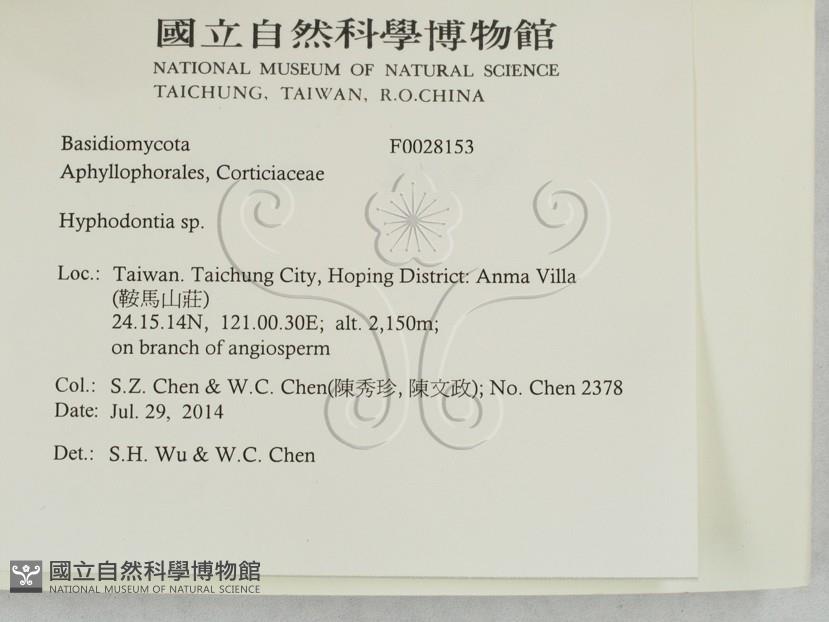 國立自然科學博物館
NATIONAL MUSEUM OF NATURAL SCIENCE
TAICHUNG, TAIWAN, R.O.CHINA
Basidiomycota F0028153
Aphyllophorales, Corticiaceae
Hyphodontia sp.
Loc.: Taiwan. Taichung City, Hoping District: Anma Villa
(鞍馬山莊)
24.15.14N, 121.00.30E; alt. 2,150m;
on branch of angiosperm
Col.: S.Z. Chen & W.C. Chen(陳秀珍, 陳文政); No. Chen 2378
Date: Jul. 29, 2014
Det.: S.H. Wu & W.C. Chen
國立自然科學博物館
NATIONAL MUSEUM OF NATURAL SCIENCE